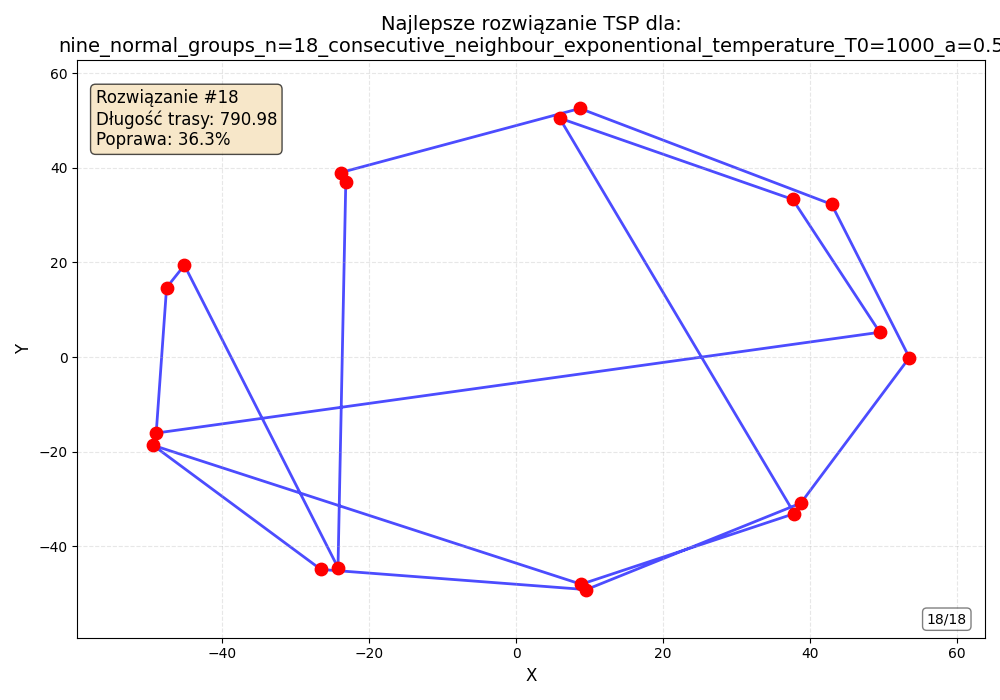 Najlepsze rozwiązanie TSP dla:
nine_normal_groups_n=18_consecutive_neighbour_exponentional_temperature_T0=1000_a=0.5
Rozwiązanie #18
Długość trasy: 790.98
Poprawa: 36.3%
60
40
20
0
−20
−40
Y
18/18
−40
−20
0
20
40
60
X